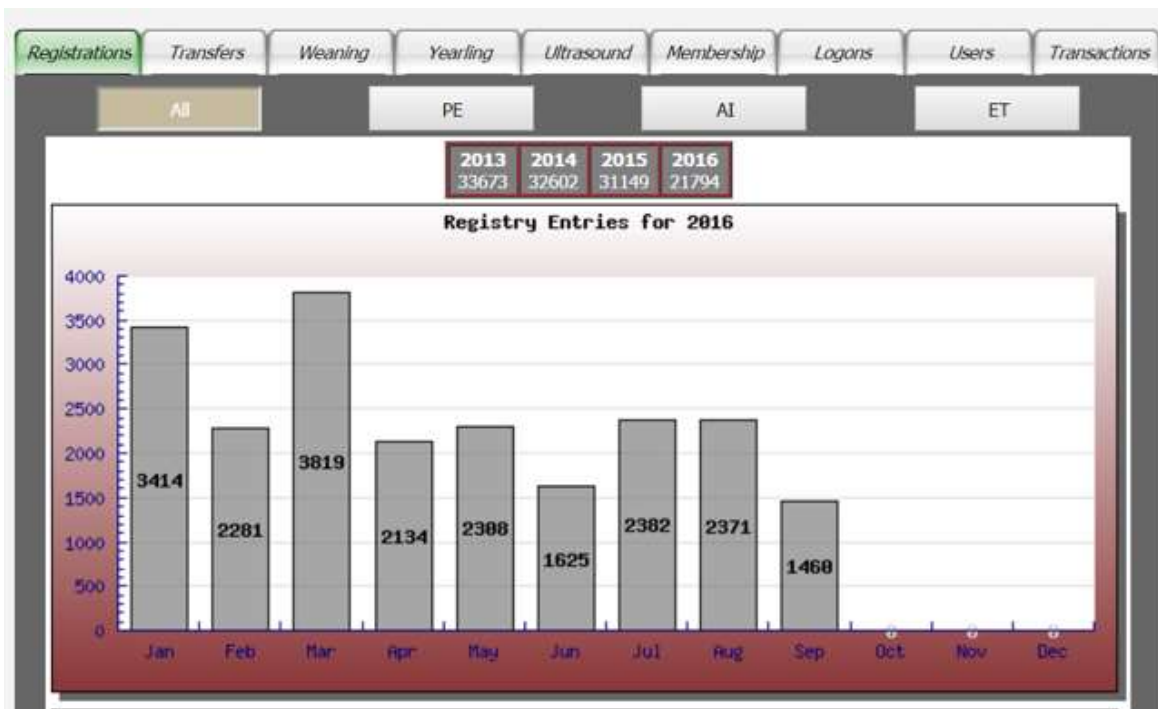 Registrations Transfers Weaning Yearling Ultrasound Membership Logons Users Transactions
All PE AI ET
2013 2014 2015 2016
33673 32602 31149 21794
Registry Entries for 2016
4000
3500
3000
2500
2000
1500
1000
500
0
3414 2281 3819 2134 2308 1625 2382 2371 1460 0 0 0
Jan Feb Mar Apr May Jun Jul Aug Sep Oct Nov Dec